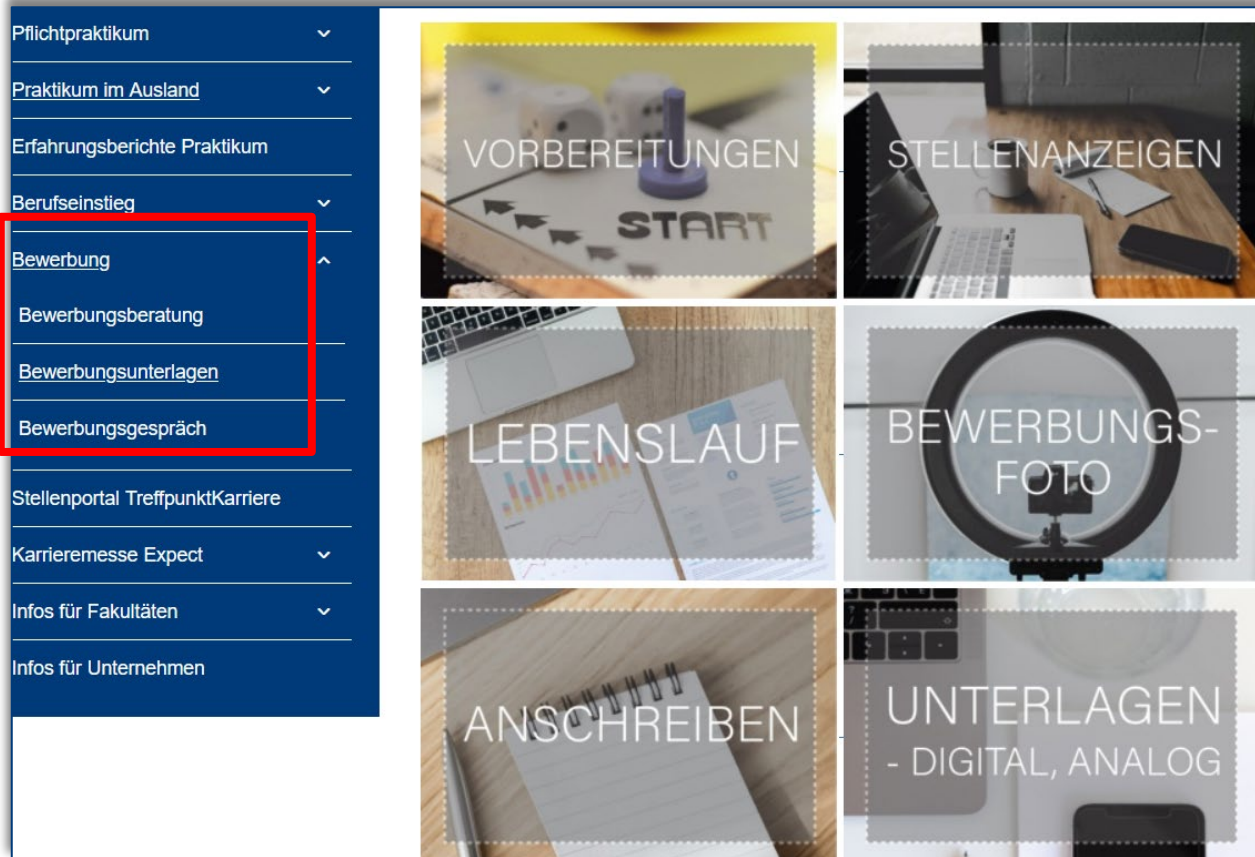 Pflichtpraktikum
Praktikum im Ausland
Erfahrungsberichte Praktikum
Berufseinstieg
Bewerbung
Bewerbungsberatung
Bewerbungsunterlagen
Bewerbungsgespräch
Stellenportal TreffpunktKarriere
Karrieremesse Expect
Infos für Fakultäten
Infos für Unternehmen
VORBEREITUNGEN
START
STELLENANZEIGEN
LEBENSLAUF
BEWERBUNGS-
FOTO
ANSCHREIBEN
UNTERLAGEN
- DIGITAL, ANALOG